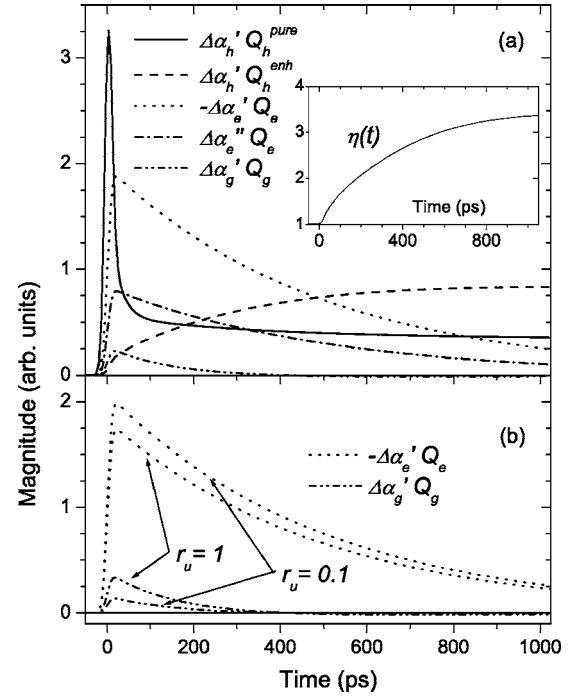 (a)
Δα_h' Q_h^pure
Δα_h' Q_h^enh
-Δα_e' Q_e
Δα_e'' Q_e
Δα_g' Q_g
3
2
1
0
4
3
2
1
η(t)
Time (ps)
0 400 800
Magnitude (arb. units)
(b)
-Δα_e' Q_e
Δα_g' Q_g
2
1
0
r_u = 1
r_u = 0.1
0 200 400 600 800 1000
Time (ps)